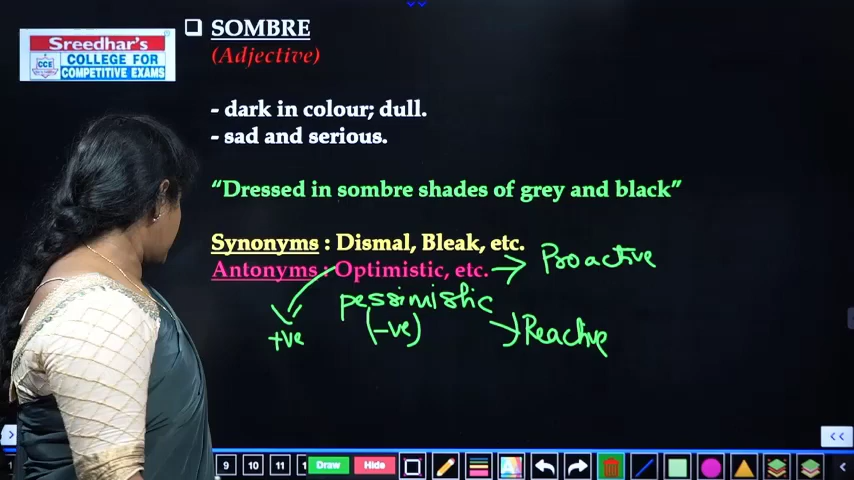 Sreedhar's
CCE
COLLEGE FOR
COMPETITIVE EXAMS
❑ SOMBRE
(Adjective)
- dark in colour; dull.
- sad and serious.
“Dressed in sombre shades of grey and black”
Synonyms : Dismal, Bleak, etc.
Antonyms : Optimistic, etc. → Proactive
pessimistic
+ve (-ve) → Reactive
9 10 11 1 Draw Hide